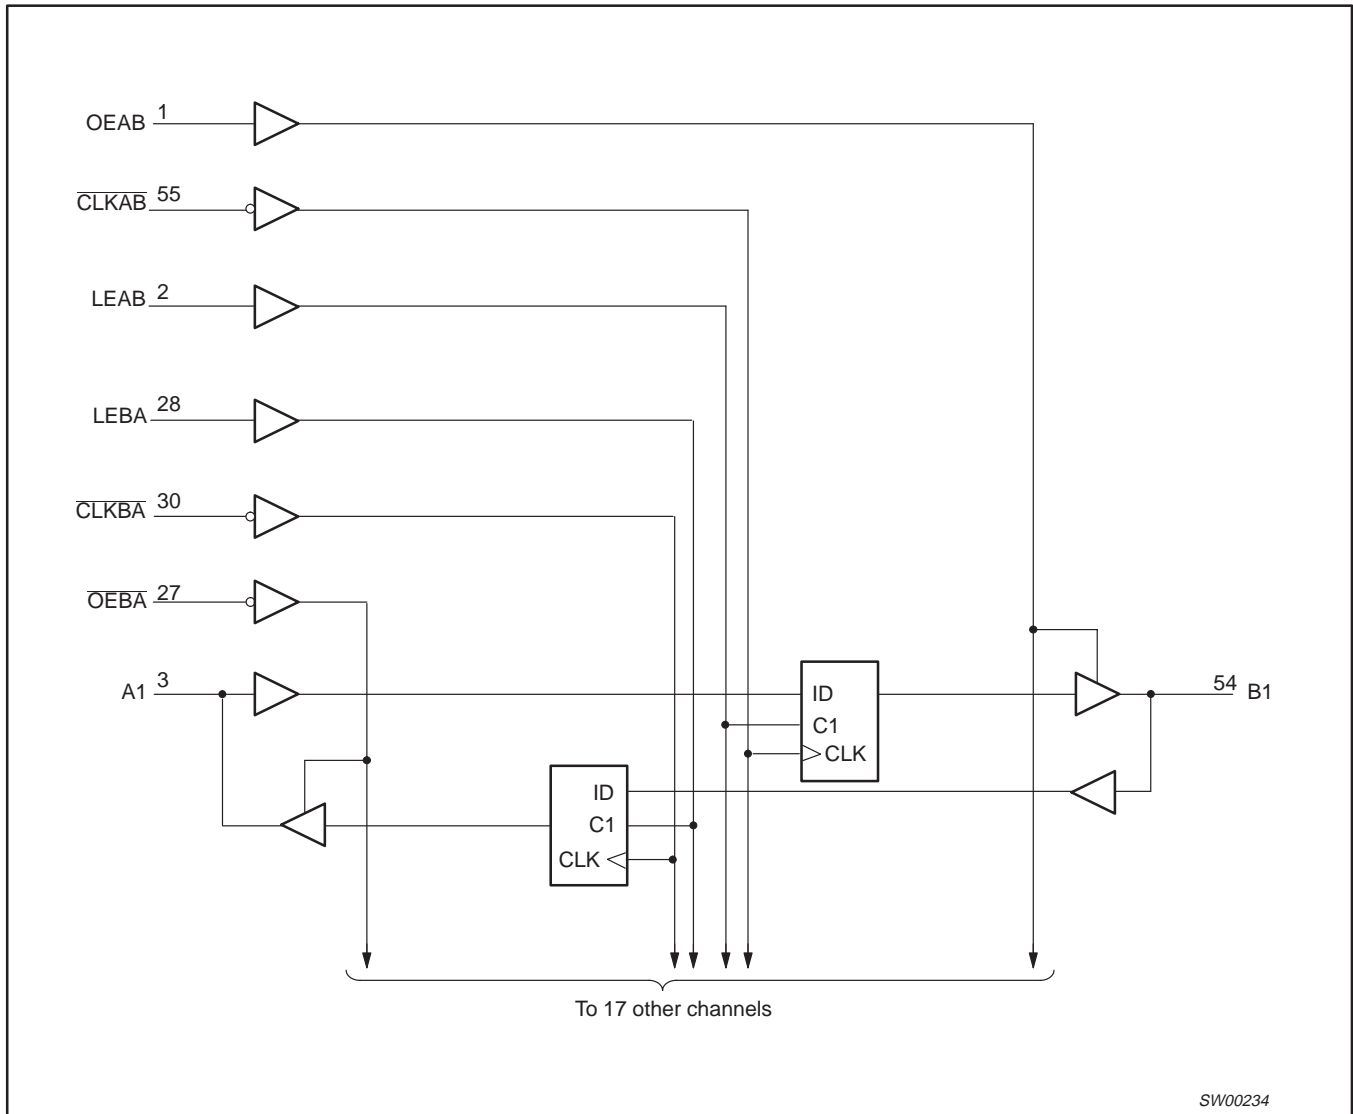 OEAB 1
CLKAB 55
LEAB 2
LEBA 28
CLKBA 30
OEBA 27
A1 3
ID
C1
CLK
54 B1
ID
C1
CLK
To 17 other channels
SW00234